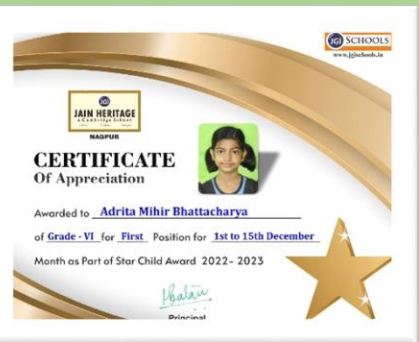 JGI SCHOOLS
www.jgischools.in
JGI
JAIN HERITAGE
a Cambridge School
NAGPUR
CERTIFICATE
Of Appreciation
Awarded to Adrita Mihir Bhattacharya
of Grade - VI for First Position for 1st to 15th December
Month as Part of Star Child Award 2022- 2023
Principal